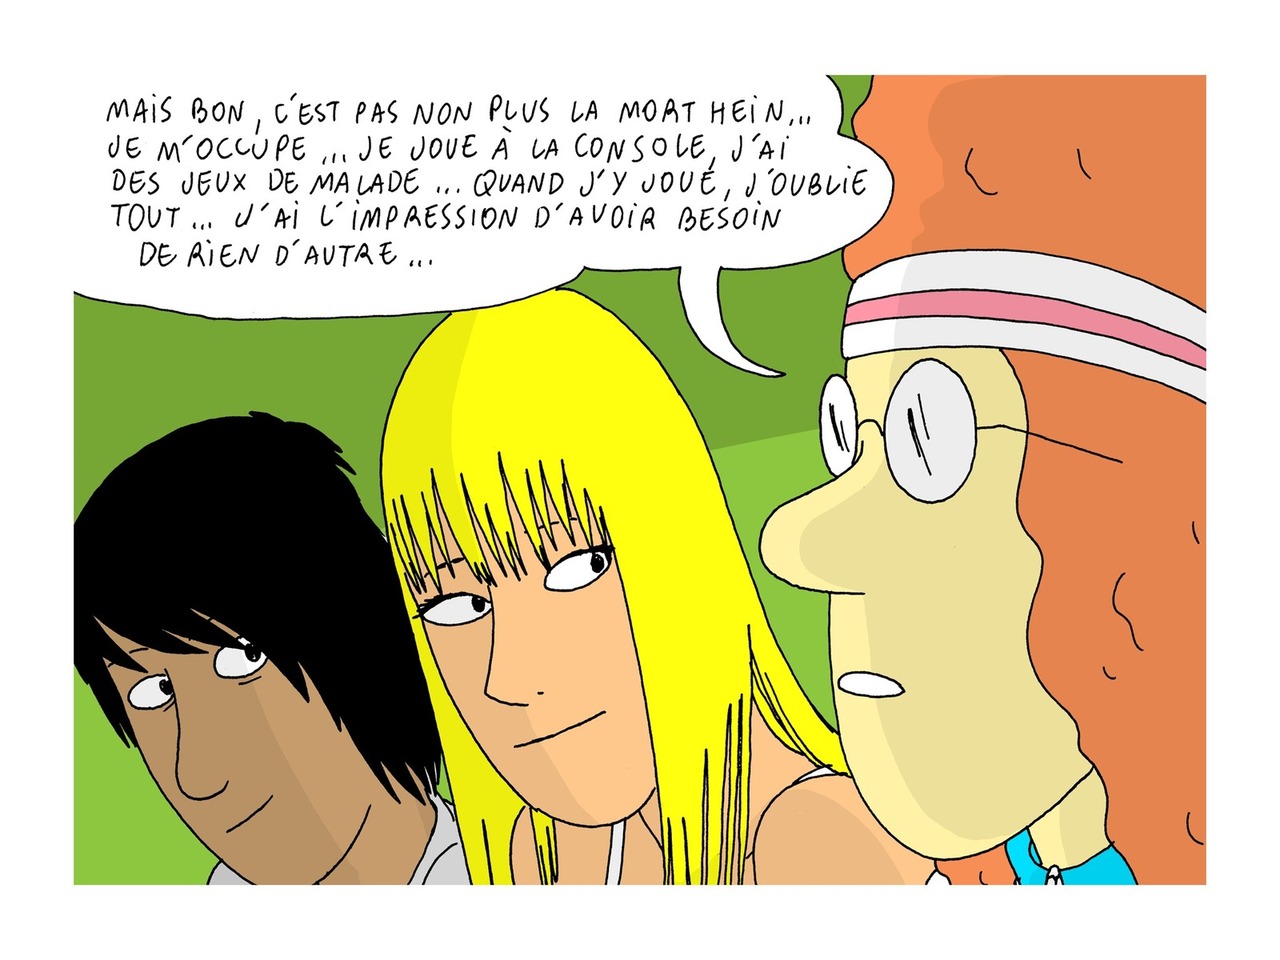 MAIS BON, C'EST PAS NON PLUS LA MORT HEIN...
JE M'OCCUPE ... JE JOUE À LA CONSOLE, J'AI
DES JEUX DE MALADE ... QUAND J'Y JOUÉ, J'OUBLIE
TOUT ... J'AI L'IMPRESSION D'AVOIR BESOIN
DE RIEN D'AUTRE ...